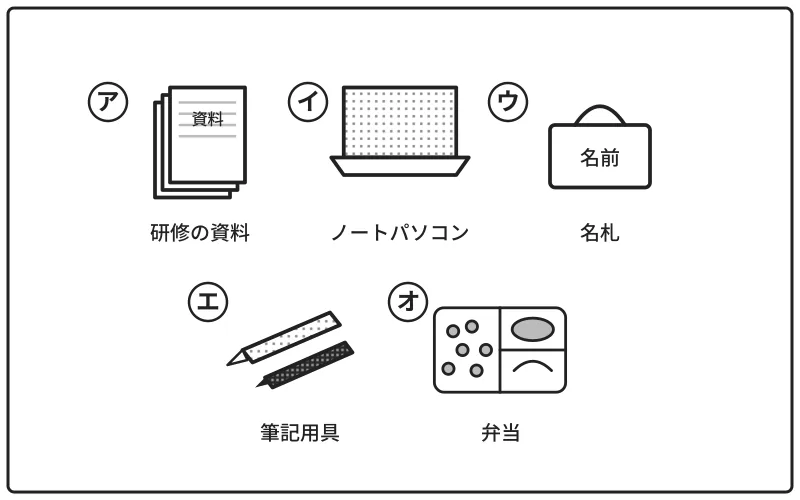 ア
資料
研修の資料
イ
ノートパソコン
ウ
名前
名札
エ
筆記用具
オ
弁当